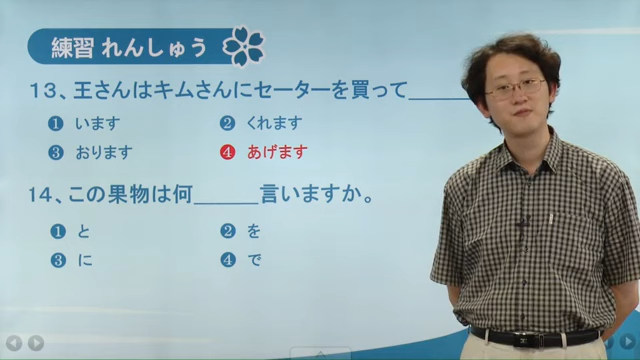 練習 れんしゅう
13、王さんはキムさんにセーターを買って______
❶ います ❷ くれます
❸ おります ❹ あげます
14、この果物は何______言いますか。
❶ と ❷ を
❸ に ❹ で